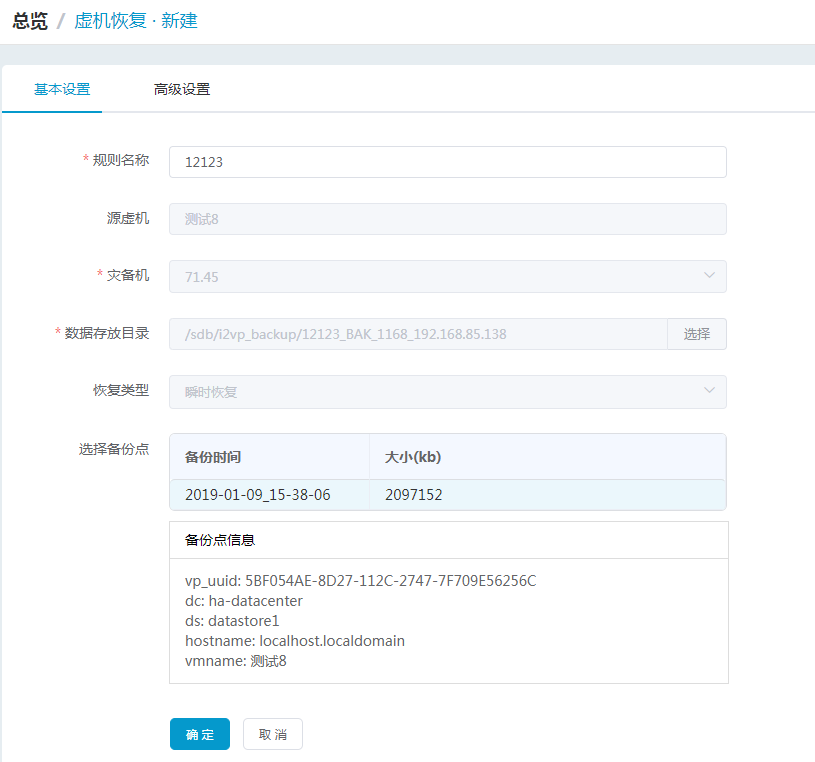 总览 / 虚机恢复 · 新建
基本设置 高级设置
* 规则名称 12123
源虚机 测试8
* 灾备机 71.45
* 数据存放目录 /sdb/i2vp_backup/12123_BAK_1168_192.168.85.138 选择
恢复类型 瞬时恢复
选择备份点 备份时间 大小(kb)
2019-01-09_15-38-06 2097152
备份点信息
vp_uuid: 5BF054AE-8D27-112C-2747-7F709E56256C
dc: ha-datacenter
ds: datastore1
hostname: localhost.localdomain
vmname: 测试8
确 定 取 消